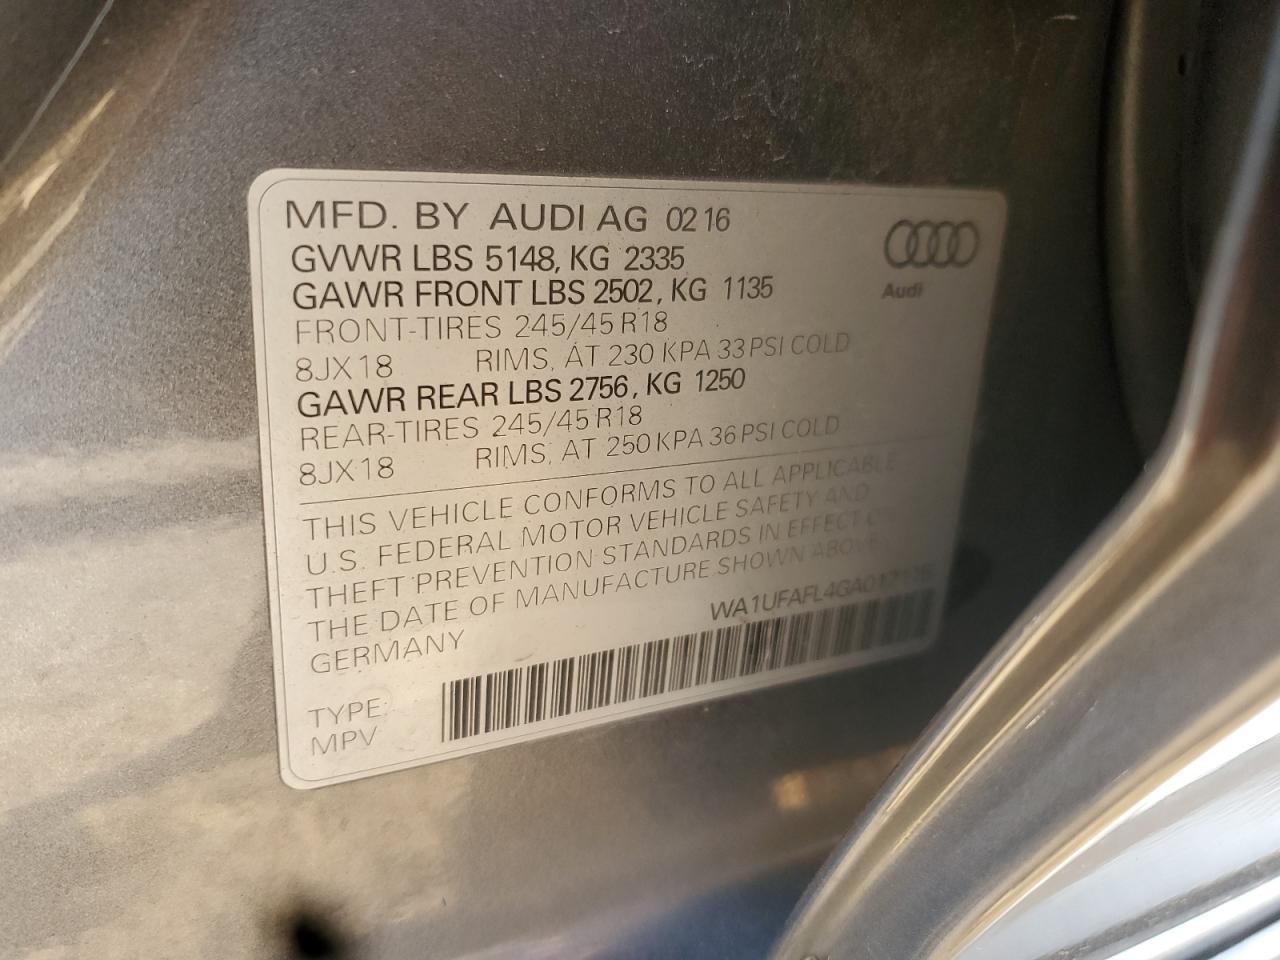 MFD. BY AUDI AG 02 16
GVWR LBS 5148, KG 2335
GAWR FRONT LBS 2502, KG 1135
FRONT-TIRES 245/45 R18
8JX18 RIMS, AT 230 KPA 33 PSI COLD
GAWR REAR LBS 2756, KG 1250
REAR-TIRES 245/45 R18
8JX18 RIMS, AT 250 KPA 36 PSI COLD
Audi
THIS VEHICLE CONFORMS TO ALL APPLICABLE
U.S. FEDERAL MOTOR VEHICLE SAFETY AND
THEFT PREVENTION STANDARDS IN EFFECT
THE DATE OF MANUFACTURE SHOWN ABOVE
GERMANY
TYPE:
MPV